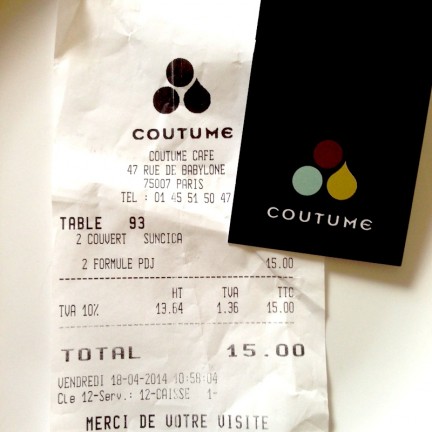 COUTUME
COUTUME CAFE
47 RUE DE BABYLONE
75007 PARIS
TEL : 01 45 51 50 47
TABLE 93
2 COUVERT SUNCICA
2 FORMULE PDJ 15.00
HT TVA TTC
TVA 10% 13.64 1.36 15.00
TOTAL 15.00
VENDREDI 18-04-2014 10:58:04
Cle 12-Serv.: 12-CAISSE 1-
MERCI DE VOTRE VISITE
COUTUME